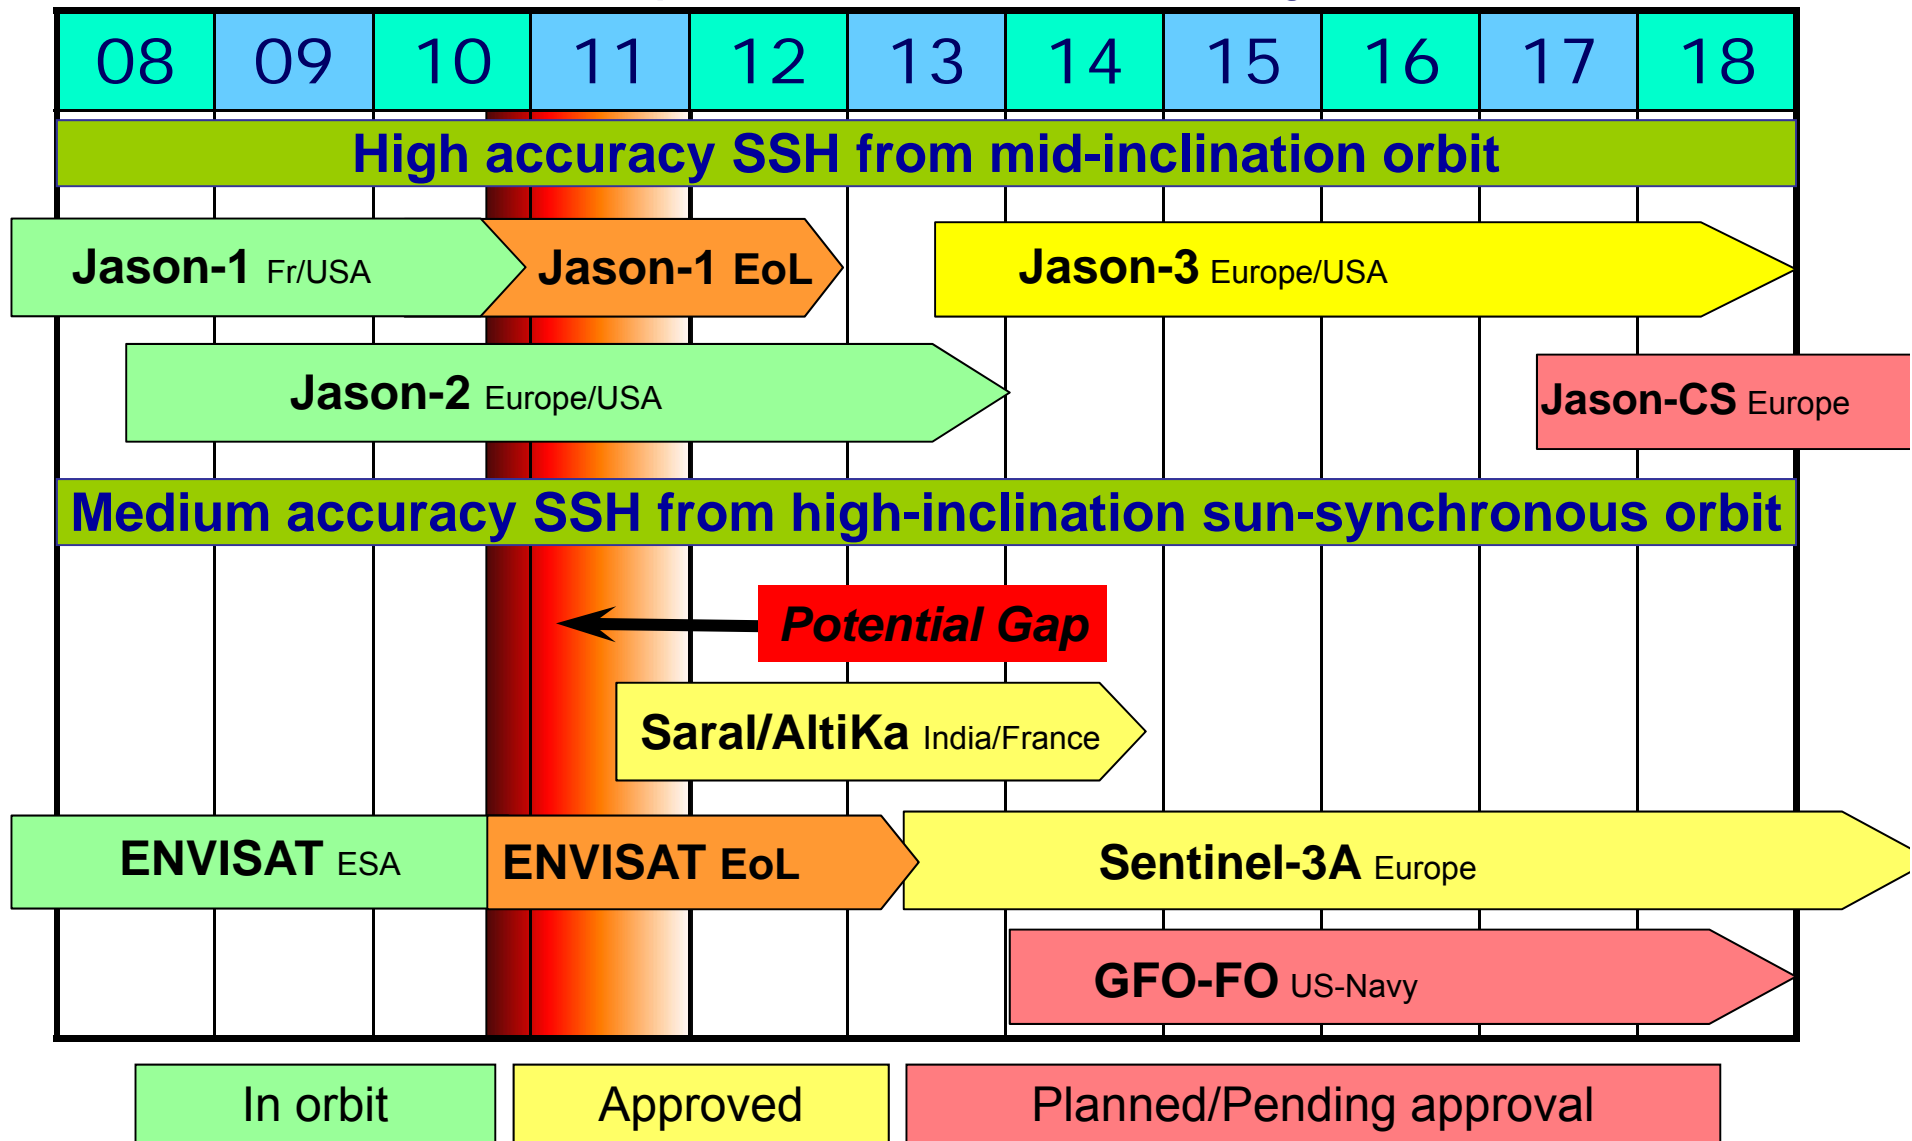 08 09 10 11 12 13 14 15 16 17 18
High accuracy SSH from mid-inclination orbit
Jason-1 Fr/USA
Jason-1 EoL
Jason-3 Europe/USA
Jason-2 Europe/USA
Jason-CS Europe
Medium accuracy SSH from high-inclination sun-synchronous orbit
Potential Gap
Saral/AltiKa India/France
ENVISAT ESA
ENVISAT EoL
Sentinel-3A Europe
GFO-FO US-Navy
In orbit
Approved
Planned/Pending approval